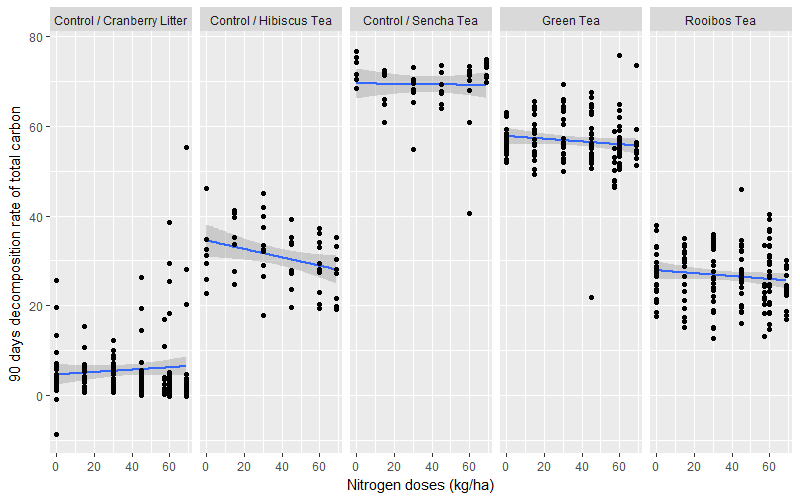 Control / Cranberry Litter
Control / Hibiscus Tea
Control / Sencha Tea
Green Tea
Rooibos Tea
90 days decomposition rate of total carbon
80
60
40
20
0
0 20 40 60
0 20 40 60
0 20 40 60
0 20 40 60
0 20 40 60
Nitrogen doses (kg/ha)